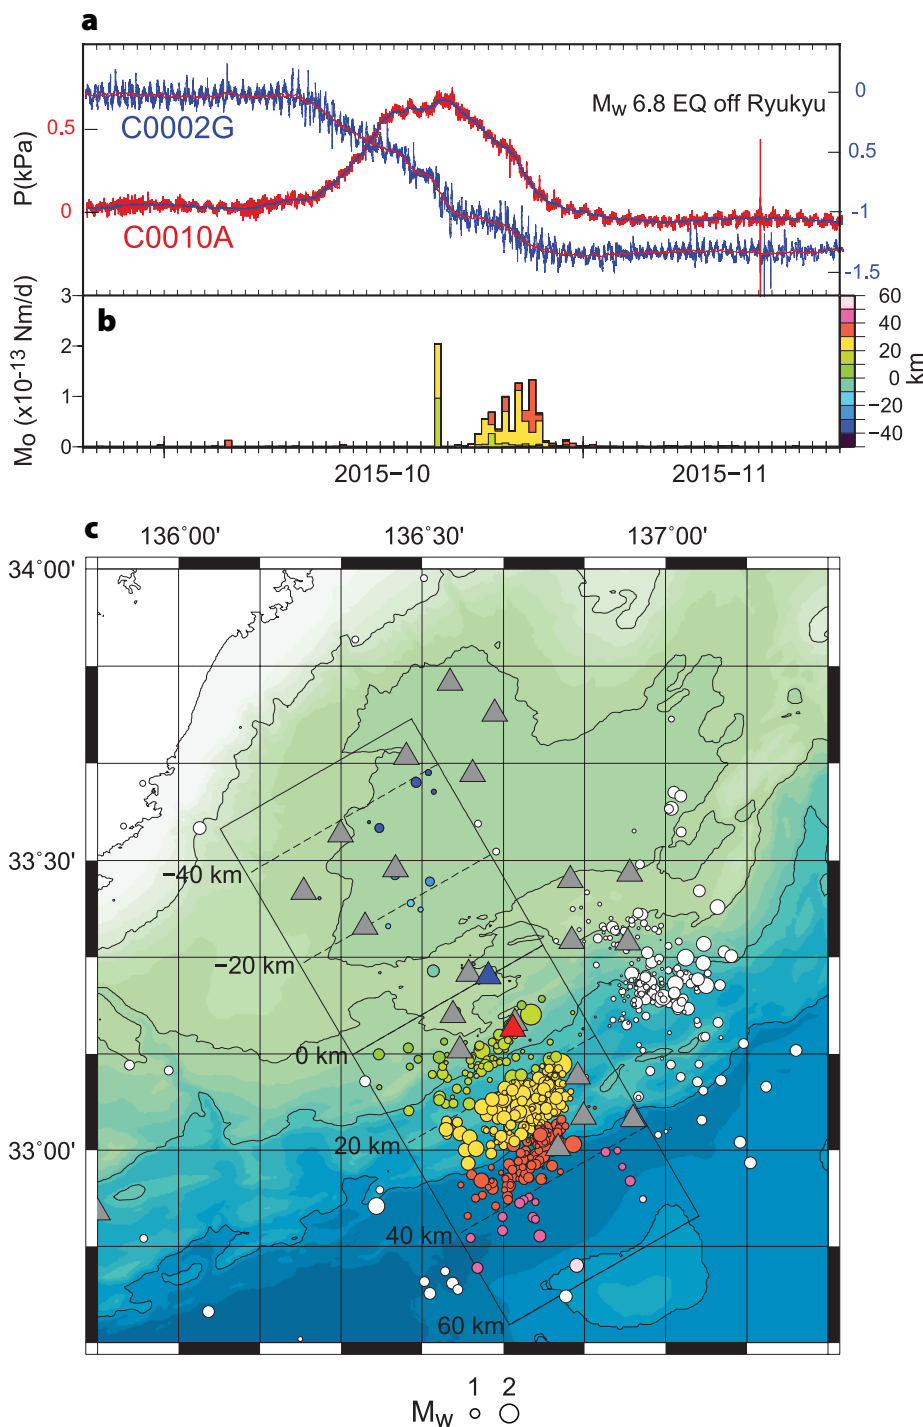 a
P(kPa)
0.5
0
C0002G
C0010A
Mw 6.8 EQ off Ryukyu
0
0.5
−1
−1.5
b
Mo (x10−13 Nm/d)
3
2
1
0
60
40
20
0
−20
−40
km
2015−10
2015−11
c
136°00'
136°30'
137°00'
34°00'
33°30'
33°00'
−40 km
−20 km
0 km
20 km
40 km
60 km
1 2
Mw